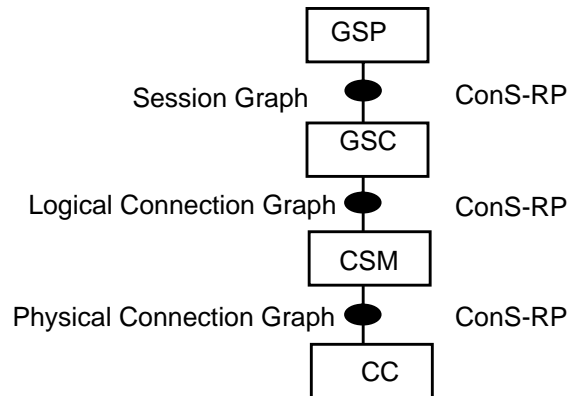 GSP
Session Graph ConS-RP
GSC
Logical Connection Graph ConS-RP
CSM
Physical Connection Graph ConS-RP
CC